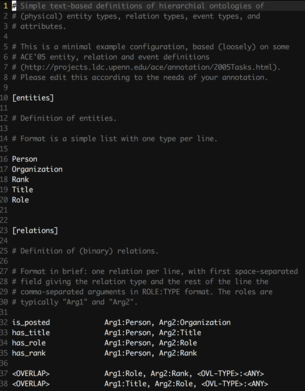 1 # Simple text-based definitions of hierarchial ontologies of
2 # (physical) entity types, relation types, event types, and
3 # attributes.
4
5 # This is a minimal example configuration, based (loosely) on some
6 # ACE'05 entity, relation and event definitions
7 # (http://projects.ldc.upenn.edu/ace/annotation/2005Tasks.html).
8 # Please edit this according to the needs of your annotation.
9
10 [entities]
11
12 # Definition of entities.
13
14 # Format is a simple list with one type per line.
15
16 Person
17 Organization
18 Rank
19 Title
20 Role
21
22
23 [relations]
24
25 # Definition of (binary) relations.
26
27 # Format in brief: one relation per line, with first space-separated
28 # field giving the relation type and the rest of the line the
29 # comma-separated arguments in ROLE:TYPE format. The roles are
30 # typically "Arg1" and "Arg2".
31
32 is_posted Arg1:Person, Arg2:Organization
33 has_title Arg1:Person, Arg2:Title
34 has_role Arg1:Person, Arg2:Role
35 has_rank Arg1:Person, Arg2:Rank
36
37 <OVERLAP> Arg1:Role, Arg2:Rank, <OVL-TYPE>:<ANY>
38 <OVERLAP> Arg1:Title, Arg2:Role, <OVL-TYPE>:<ANY>